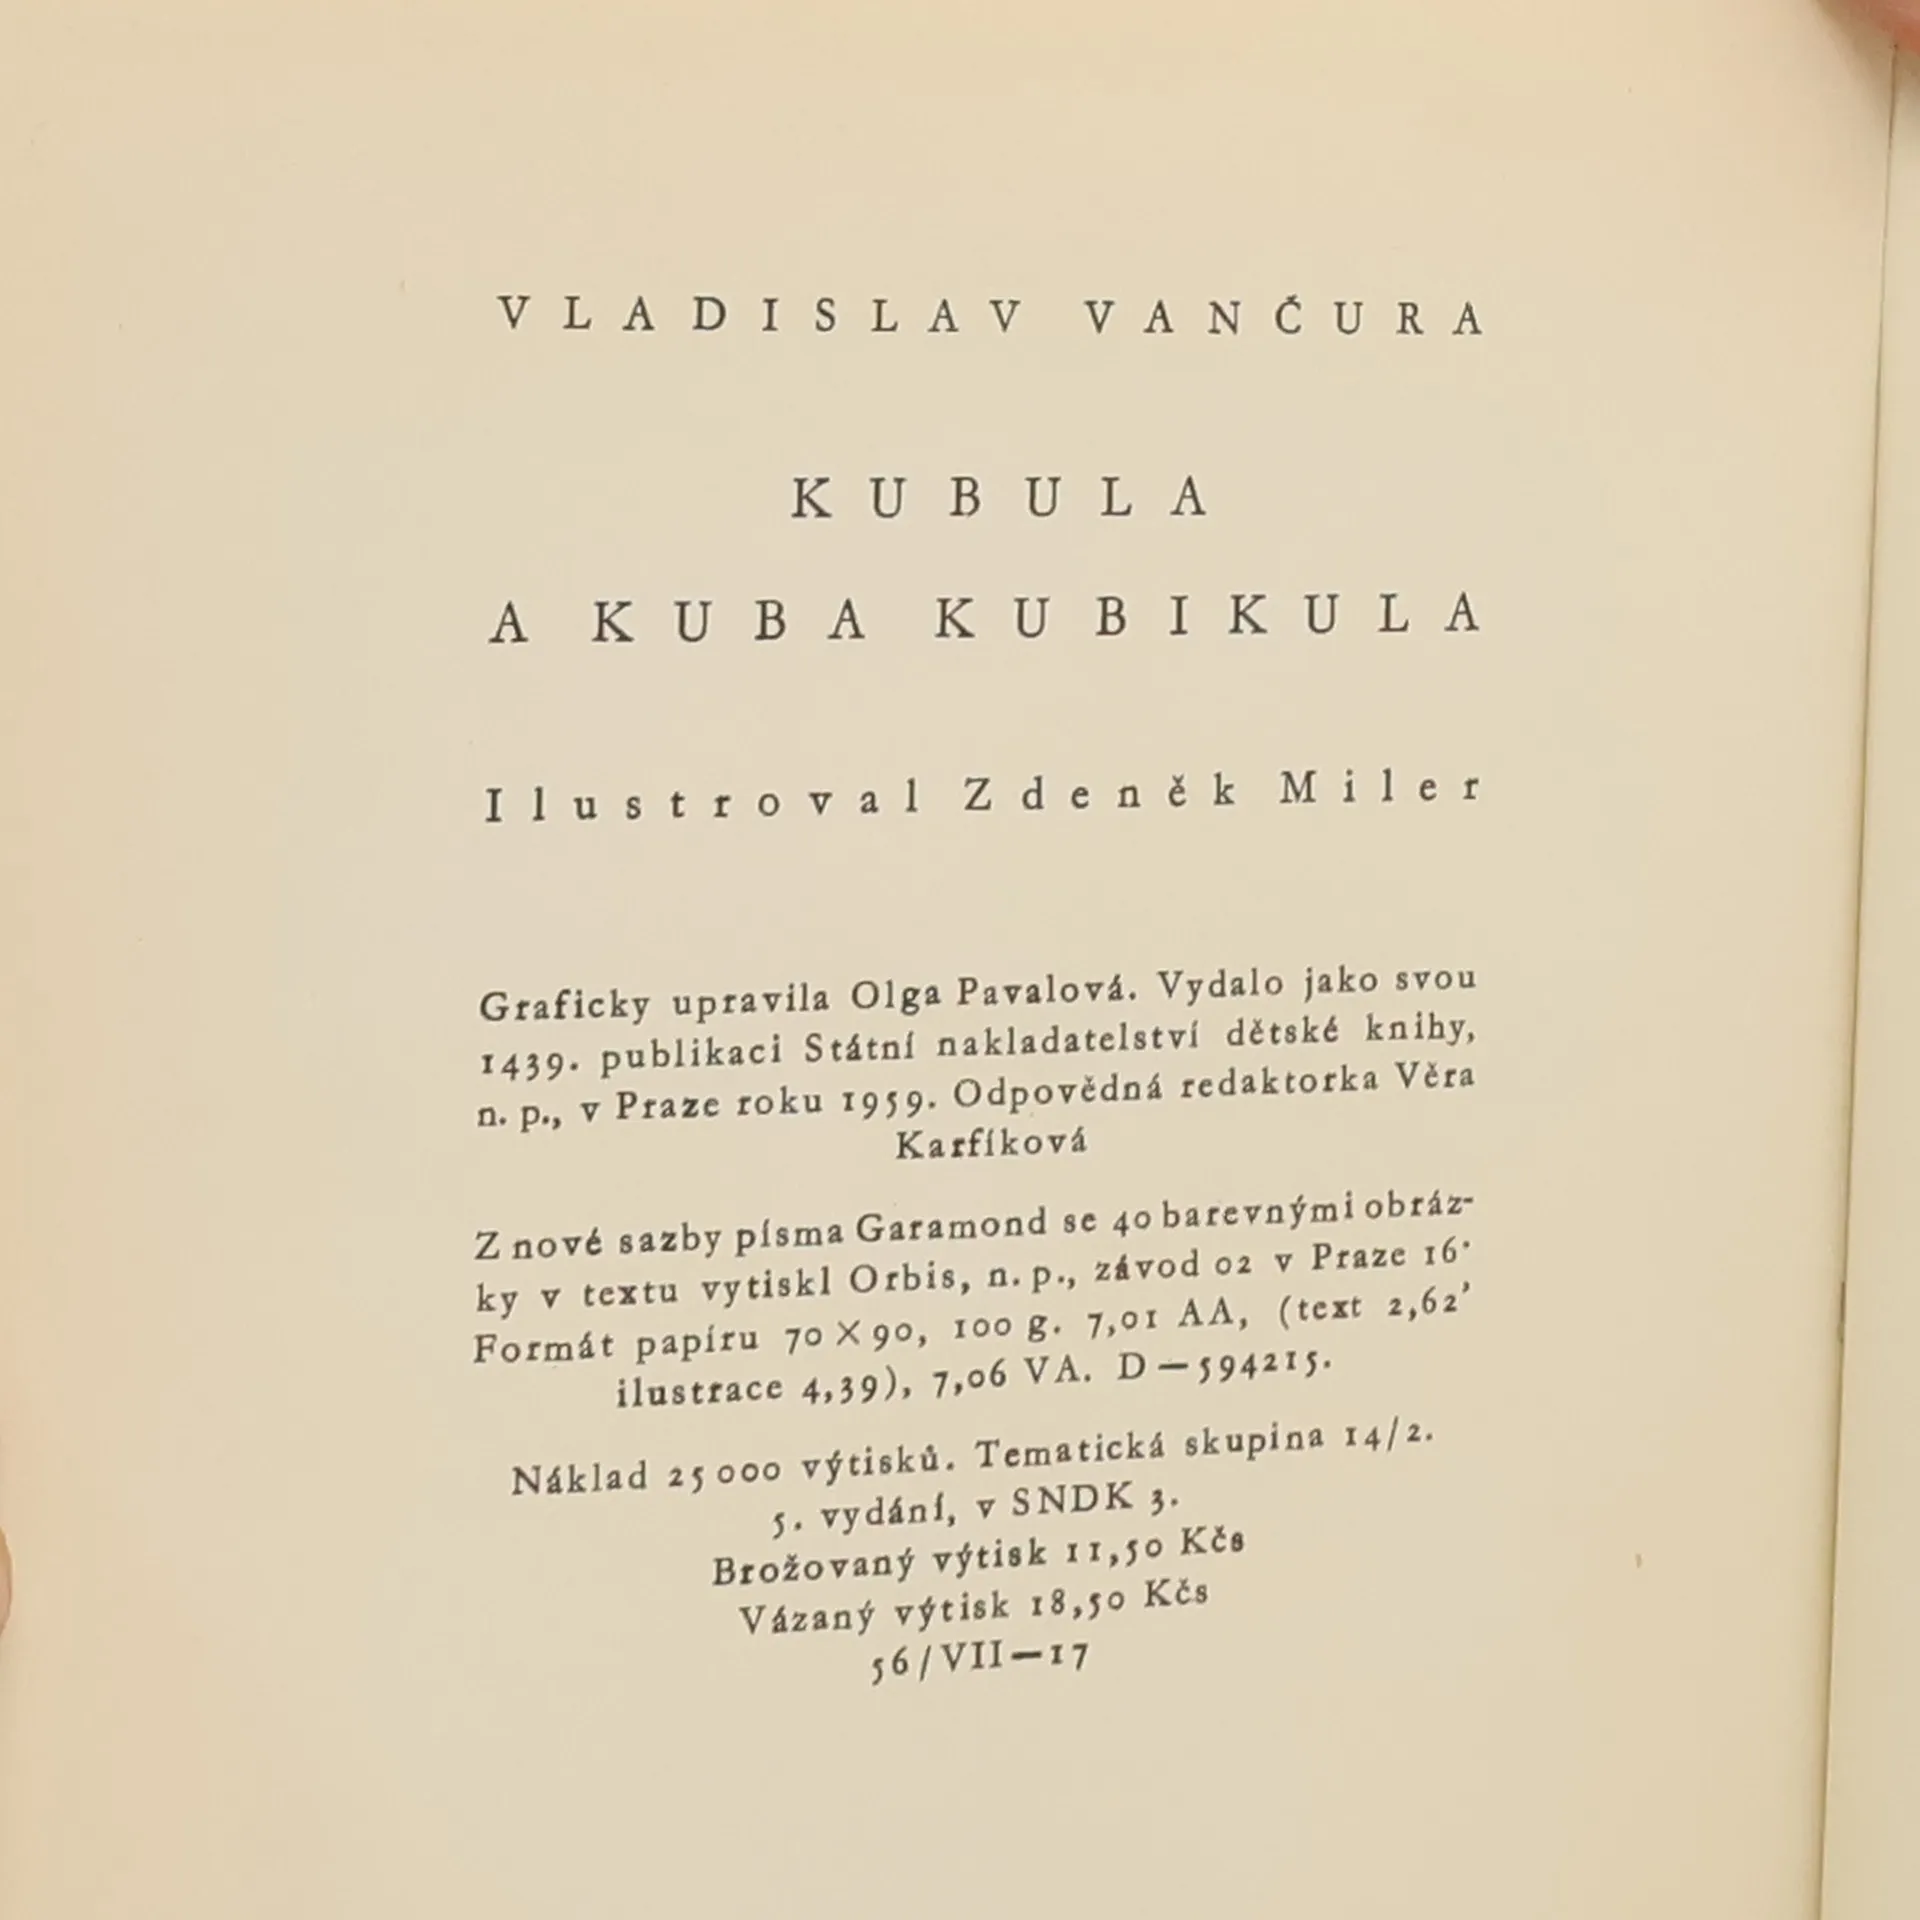 VLADISLAV VANČURA
KUBULA
A KUBA KUBIKULA
Ilustroval Zdeněk Miler
Graficky upravila Olga Pavalová. Vydalo jako svou
1439. publikaci Státní nakladatelství dětské knihy,
n. p., v Praze roku 1959. Odpovědná redaktorka Věra
Karfíková
Z nové sazby písma Garamond se 40 barevnými obráz-
ky v textu vytiskl Orbis, n. p., závod 02 v Praze 16.
Formát papíru 70 × 90, 100 g. 7,01 AA, (text 2,62,
ilustrace 4,39), 7,06 VA. D — 594215.
Náklad 25 000 výtisků. Tematická skupina 14/2.
5. vydání, v SNDK 3.
Brožovaný výtisk 11,50 Kčs
Vázaný výtisk 18,50 Kčs
56/VII—17